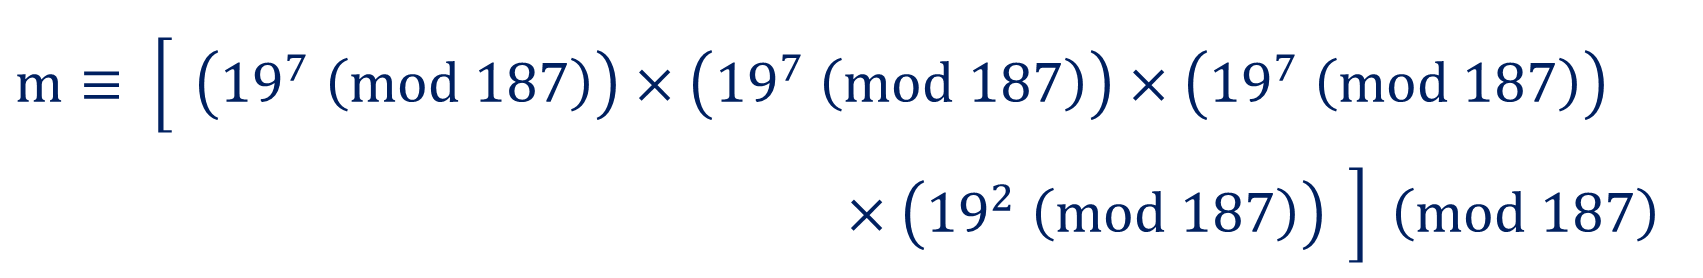 m ≡ [ (19⁷ (mod 187)) × (19⁷ (mod 187)) × (19⁷ (mod 187))
× (19² (mod 187)) ] (mod 187)